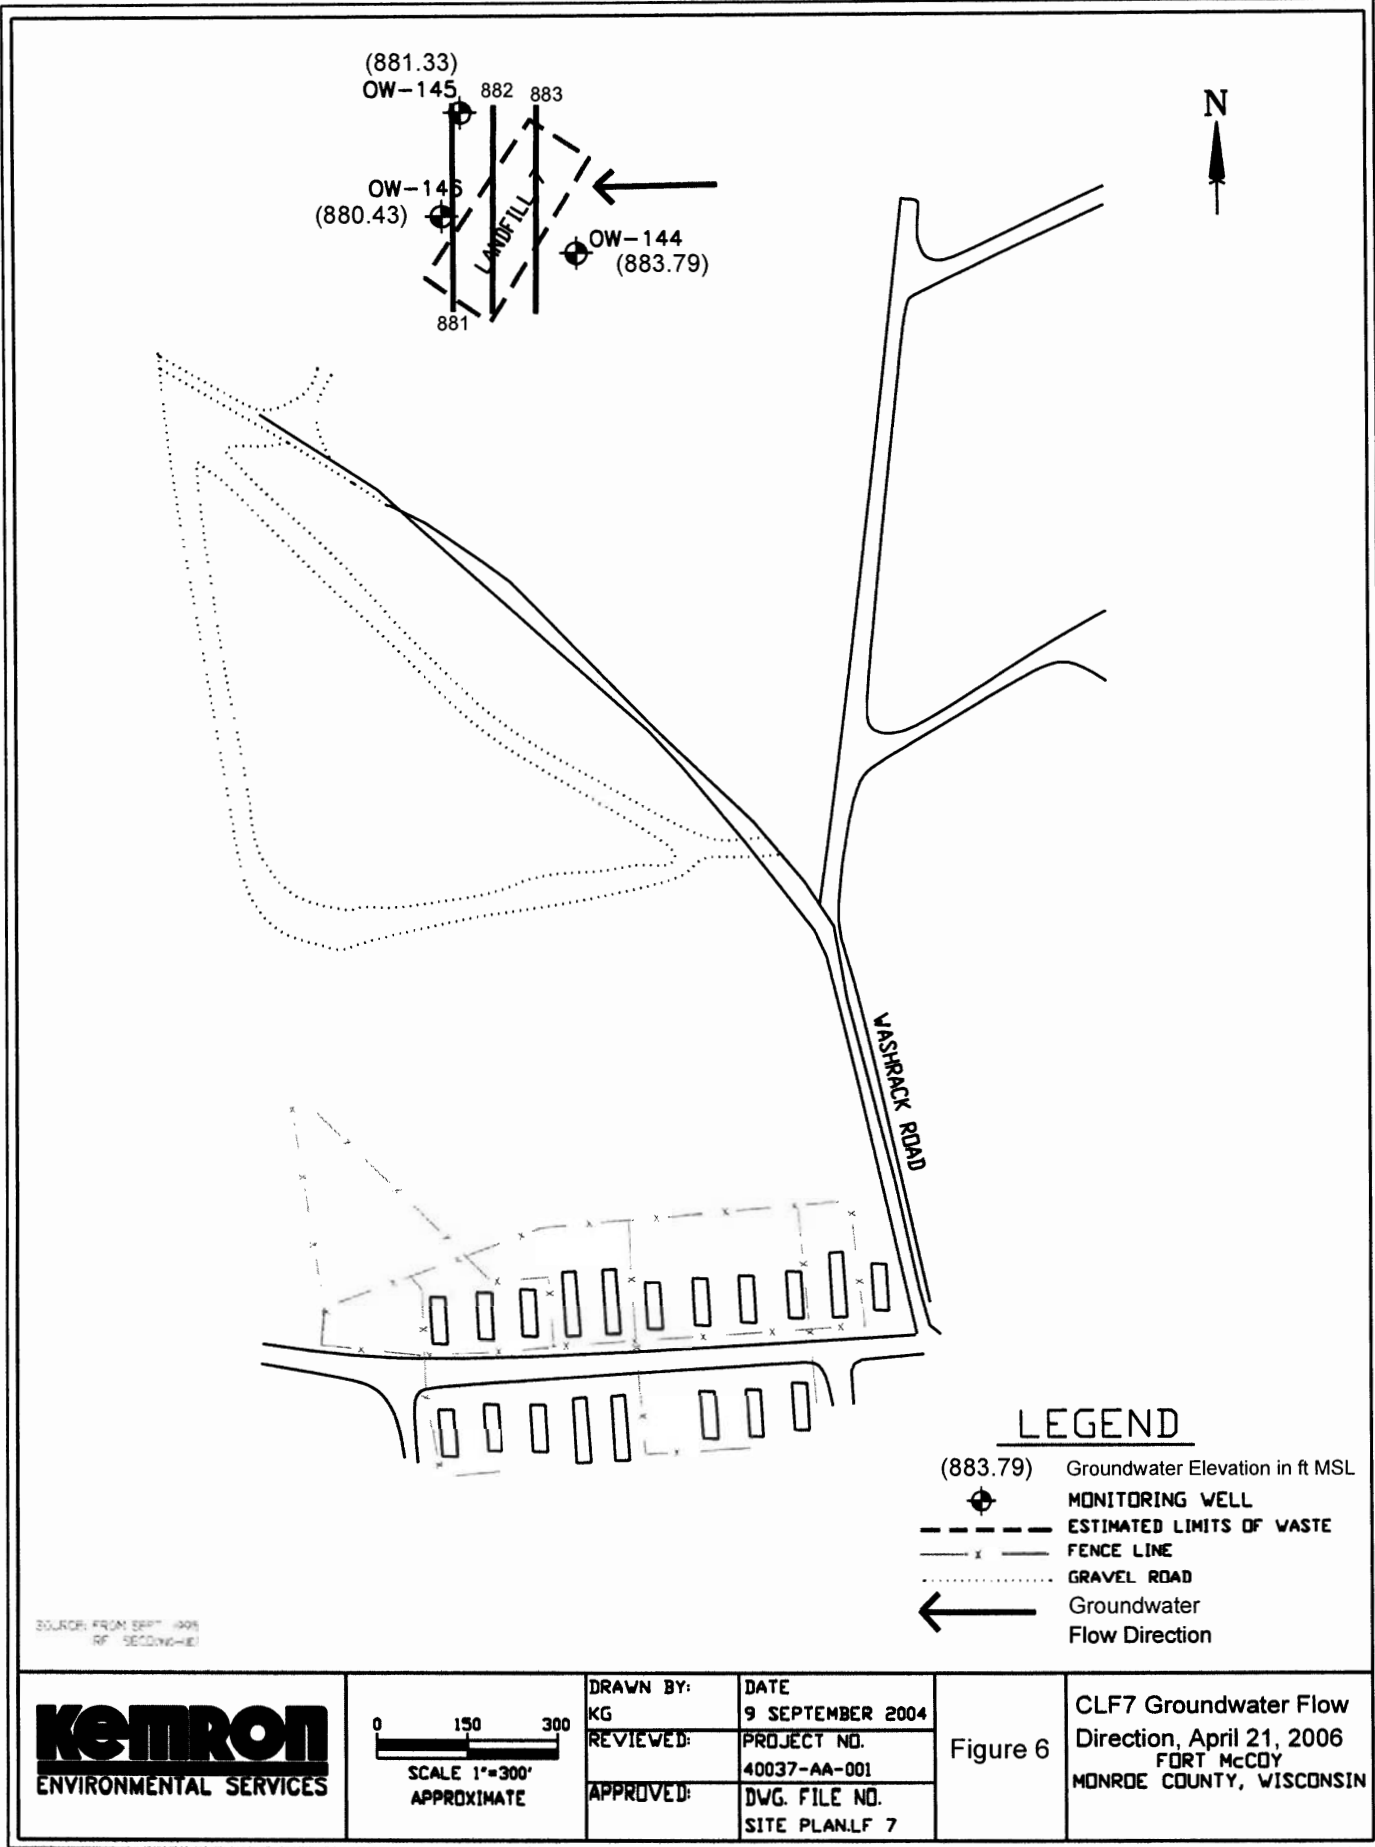 (881.33)
OW-145
882
883
N
OW-146
(880.43)
LANDFILL
OW-144
(883.79)
881
WASHRACK ROAD
LEGEND
(883.79) Groundwater Elevation in ft MSL
MONITORING WELL
ESTIMATED LIMITS OF WASTE
x FENCE LINE
GRAVEL ROAD
Groundwater
Flow Direction
SOURCE: FROM SEPT
KEMRON
ENVIRONMENTAL SERVICES
0 150 300
SCALE 1"=300'
APPROXIMATE
DRAWN BY:
KG
REVIEWED:
APPROVED:
DATE
9 SEPTEMBER 2004
PROJECT NO.
40037-AA-001
DWG. FILE NO.
SITE PLAN.LF 7
Figure 6
CLF7 Groundwater Flow
Direction, April 21, 2006
FORT McCOY
MONROE COUNTY, WISCONSIN